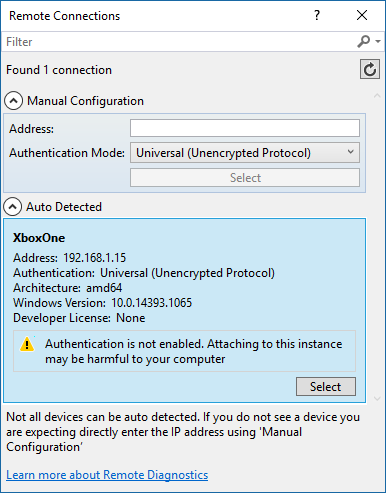 Remote Connections
?
Filter
Found 1 connection
Manual Configuration
Address:
Authentication Mode: Universal (Unencrypted Protocol)
Select
Auto Detected
XboxOne
Address: 192.168.1.15
Authentication: Universal (Unencrypted Protocol)
Architecture: amd64
Windows Version: 10.0.14393.1065
Developer License: None
Authentication is not enabled. Attaching to this instance
may be harmful to your computer
Select
Not all devices can be auto detected. If you do not see a device you
are expecting directly enter the IP address using 'Manual
Configuration'
Learn more about Remote Diagnostics